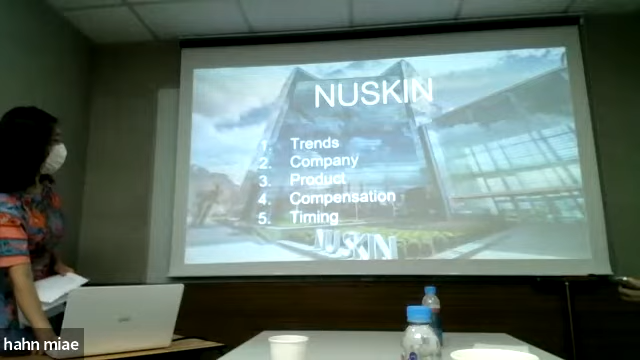 NUSKIN
1. Trends
2. Company
3. Product
4. Compensation
5. Timing
NUSKIN
hahn miae